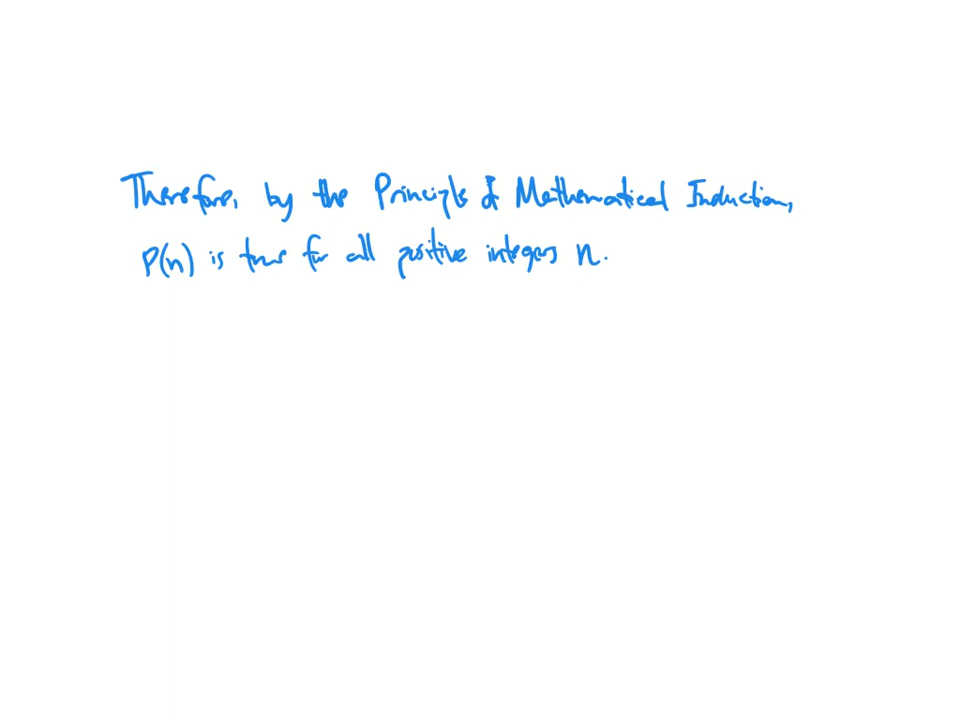 Therefore, by the Principle of Mathematical Induction,
P(n) is true for all positive integers n.